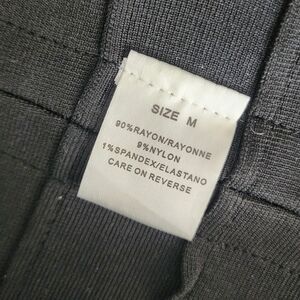 SIZE M
90%RAYON/RAYONNE
9%NYLON
1%SPANDEX/ELASTANO
CARE ON REVERSE